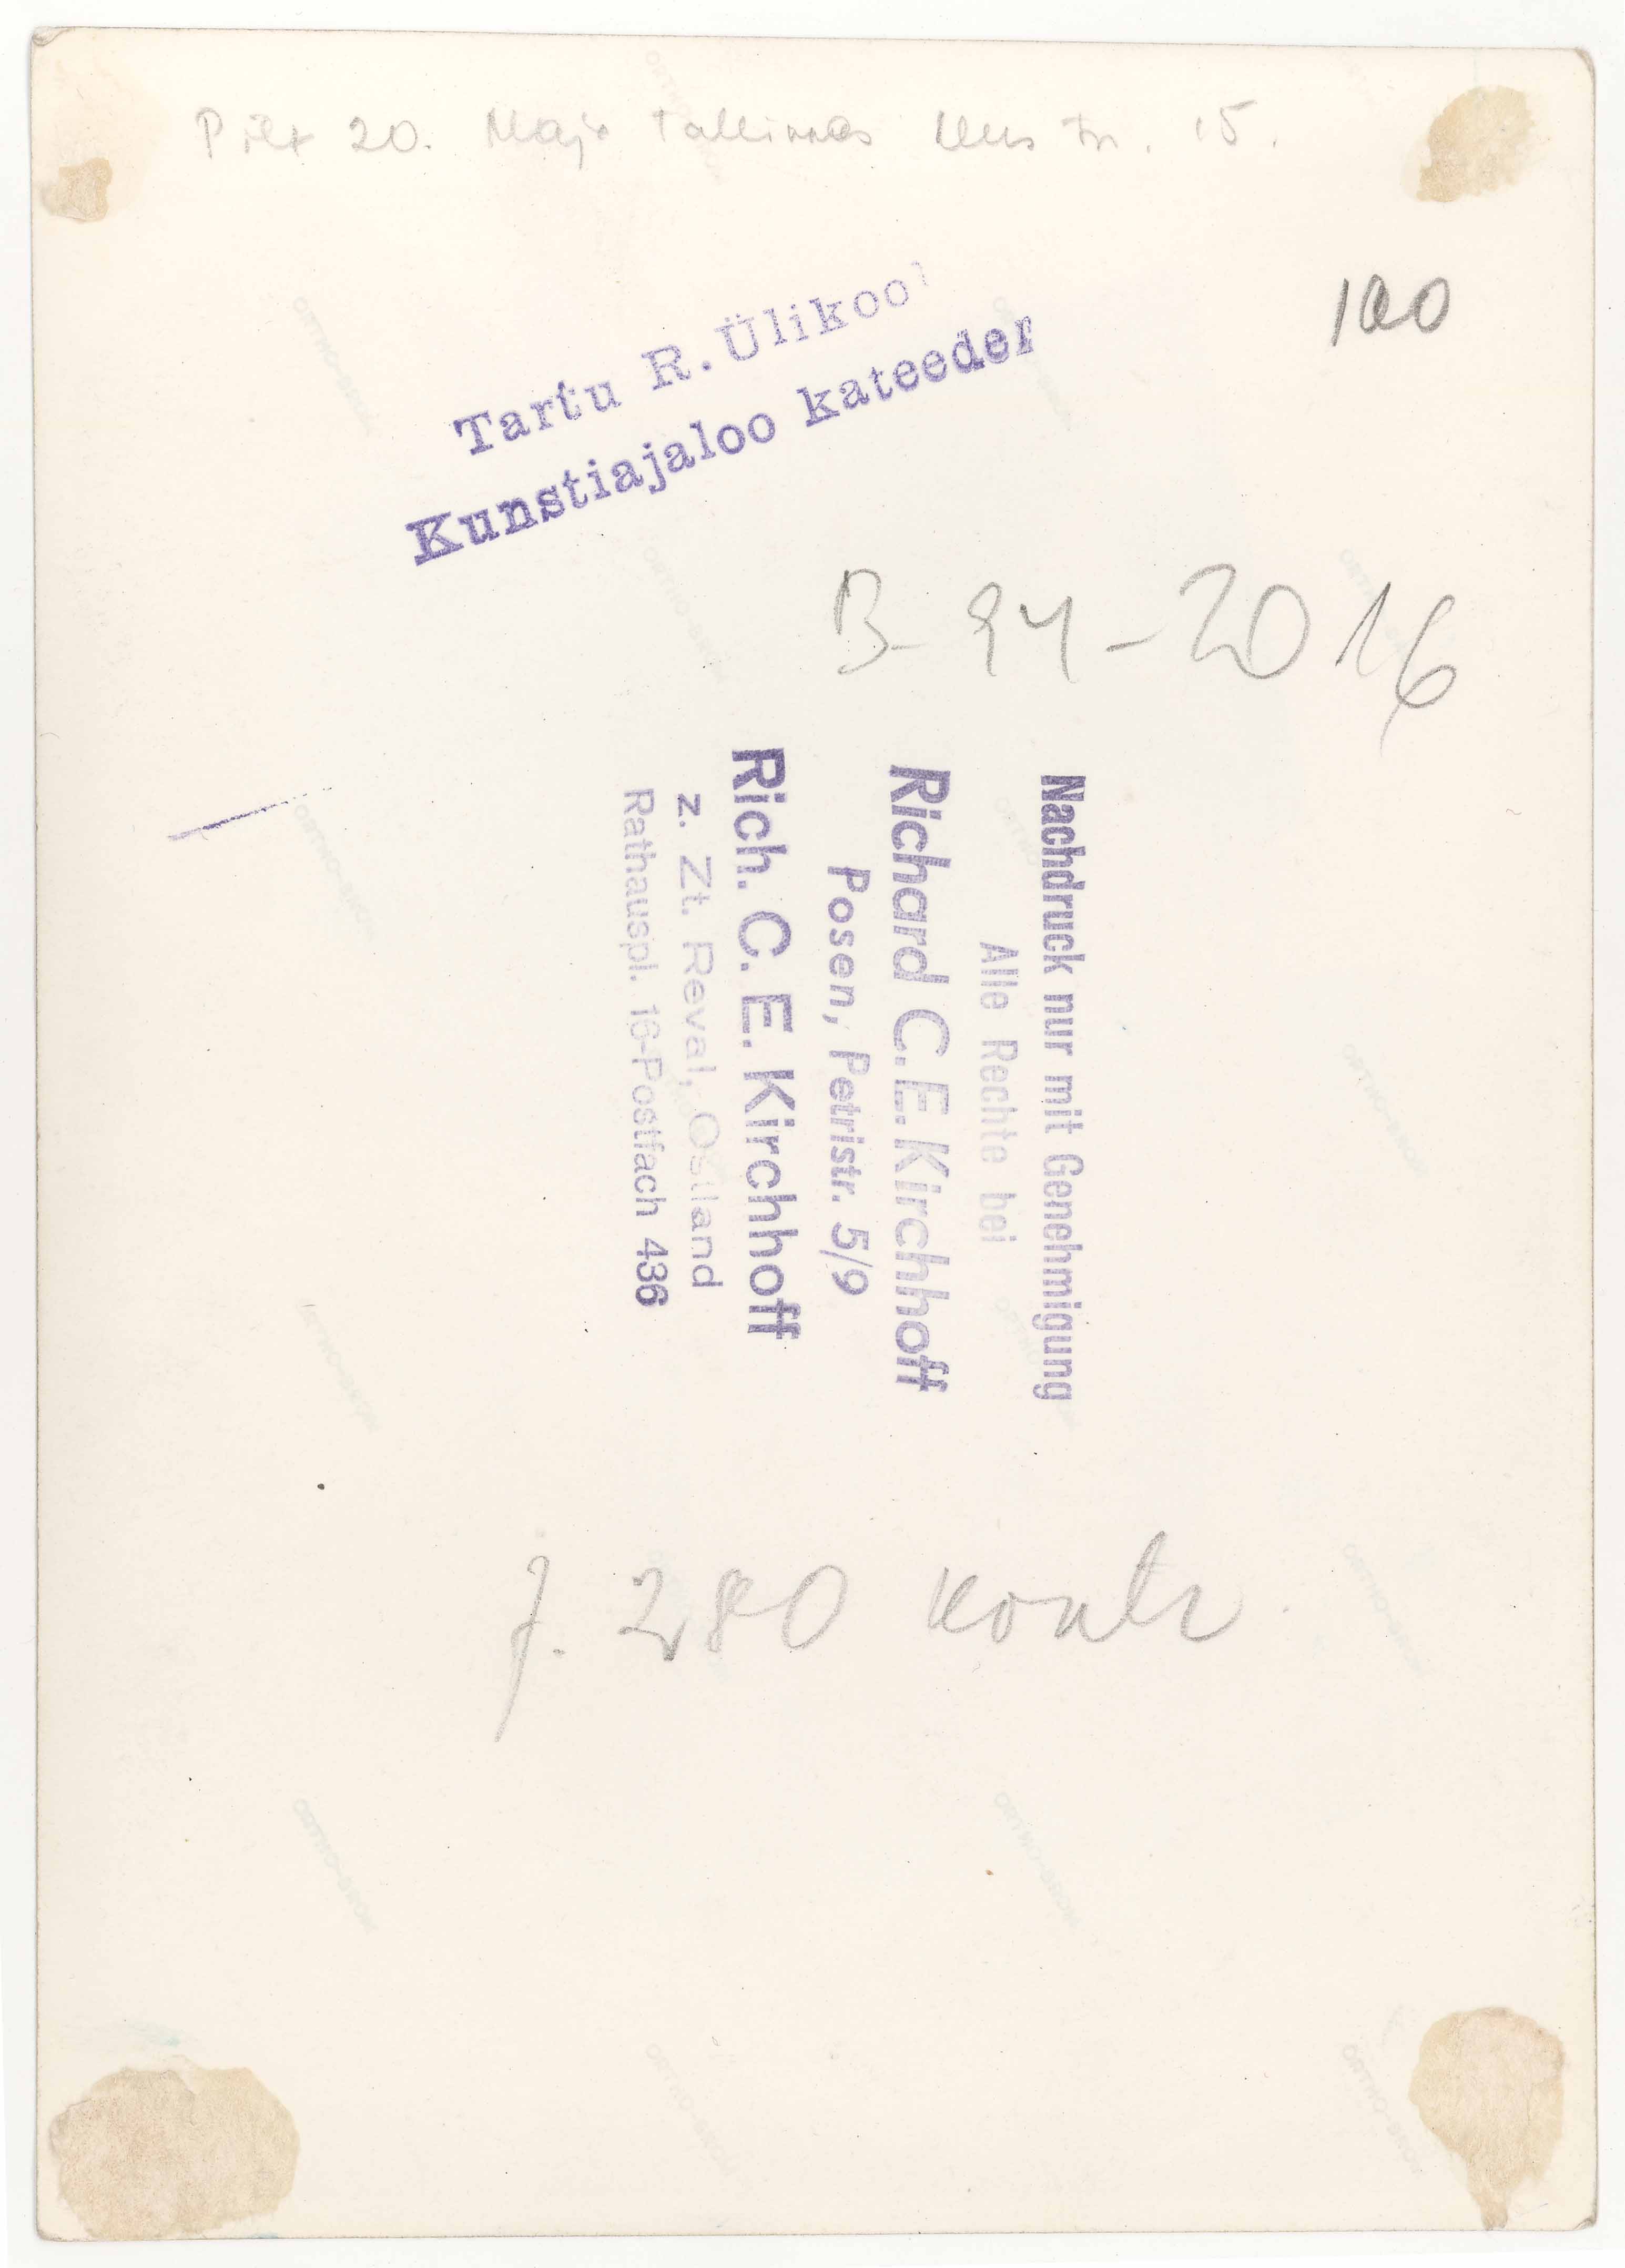 Pilt 20. Maja Tallinnas Uus tn. 15.
100
Tartu R. Ülikool
Kunstiajaloo kateeder
B- 94-2016
Nachdruck nur mit Genehmigung
Alle Rechte bei
Richard C. E. Kirchhoff
Posen, Petristr. 5/9
Rich. C. E. Kirchhoff
z. Zt. Reval, Ostland
Rathauspl. 16-Postfach 436
J. 280